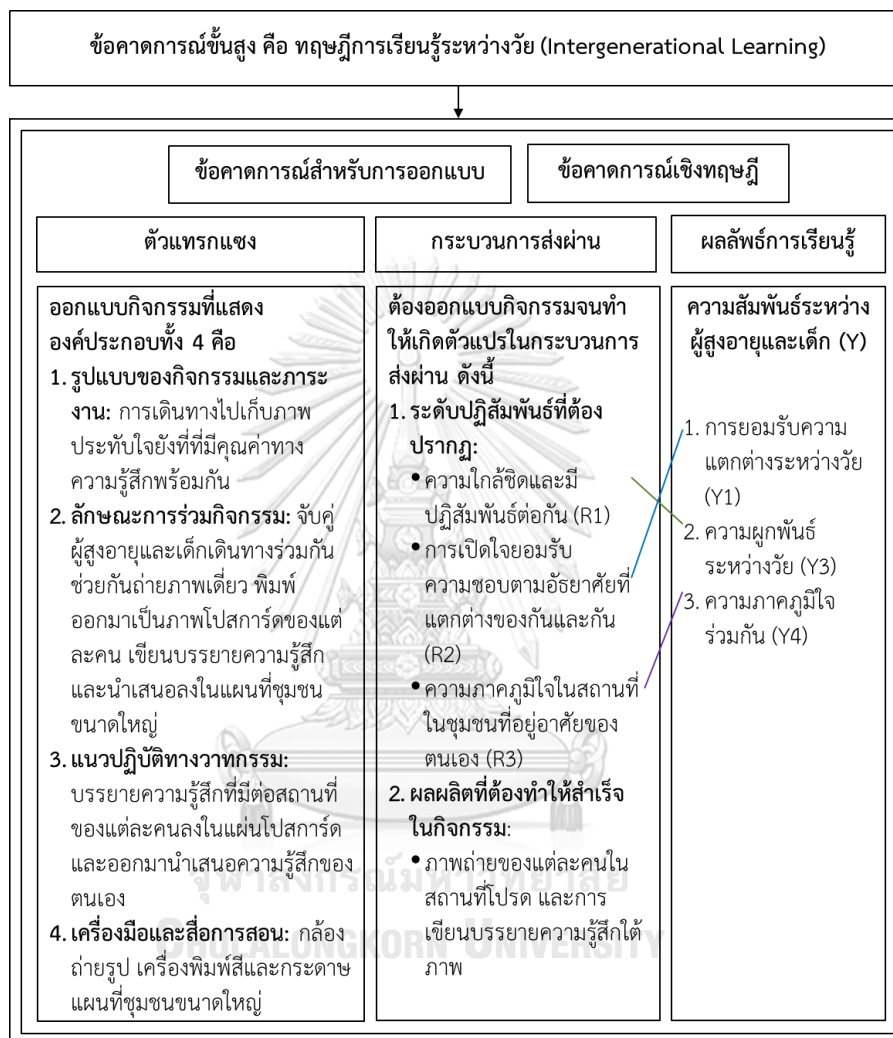 ข้อคาดการณ์ขั้นสูง คือ ทฤษฎีการเรียนรู้ระหว่างวัย (Intergenerational Learning)
ข้อคาดการณ์สำหรับการออกแบบ
ข้อคาดการณ์เชิงทฤษฎี
ตัวแทรกแซง
กระบวนการส่งผ่าน
ผลลัพธ์การเรียนรู้
ออกแบบกิจกรรมที่แสดง
องค์ประกอบทั้ง 4 คือ
1. รูปแบบของกิจกรรมและภาระ
งาน: การเดินทางไปเก็บภาพ
ประทับใจยังที่ที่มีคุณค่าทาง
ความรู้สึกพร้อมกัน
2. ลักษณะการร่วมกิจกรรม: จับคู่
ผู้สูงอายุและเด็กเดินทางร่วมกัน
ช่วยกันถ่ายภาพเดี่ยว พิมพ์
ออกมาเป็นภาพโปสการ์ดของแต่
ละคน เขียนบรรยายความรู้สึก
และนำเสนอลงในแผนที่ชุมชน
ขนาดใหญ่
3. แนวปฏิบัติทางวาทกรรม:
บรรยายความรู้สึกที่มีต่อสถานที่
ของแต่ละคนลงในแผ่นโปสการ์ด
และออกมานำเสนอความรู้สึกของ
ตนเอง
4. เครื่องมือและสื่อการสอน: กล้อง
ถ่ายรูป เครื่องพิมพ์สีและกระดาษ
แผนที่ชุมชนขนาดใหญ่
ต้องออกแบบกิจกรรมจนทำ
ให้เกิดตัวแปรในกระบวนการ
ส่งผ่าน ดังนี้
1. ระดับปฏิสัมพันธ์ที่ต้อง
ปรากฏ:
• ความใกล้ชิดและมี
ปฏิสัมพันธ์ต่อกัน (R1)
• การเปิดใจยอมรับ
ความชอบตามอัธยาศัยที่
แตกต่างของกันและกัน
(R2)
• ความภาคภูมิใจในสถานที่
ในชุมชนที่อยู่อาศัยของ
ตนเอง (R3)
2. ผลผลิตที่ต้องทำให้สำเร็จ
ในกิจกรรม:
• ภาพถ่ายของแต่ละคนใน
สถานที่โปรด และการ
เขียนบรรยายความรู้สึกใต้
ภาพ
ความสัมพันธ์ระหว่าง
ผู้สูงอายุและเด็ก (Y)
1. การยอมรับความ
แตกต่างระหว่างวัย
(Y1)
2. ความผูกพันธ์
ระหว่างวัย (Y3)
3. ความภาคภูมิใจ
ร่วมกัน (Y4)
จุฬาลงกรณ์มหาวิทยาลัย
CHULALONGKORN UNIVERSITY